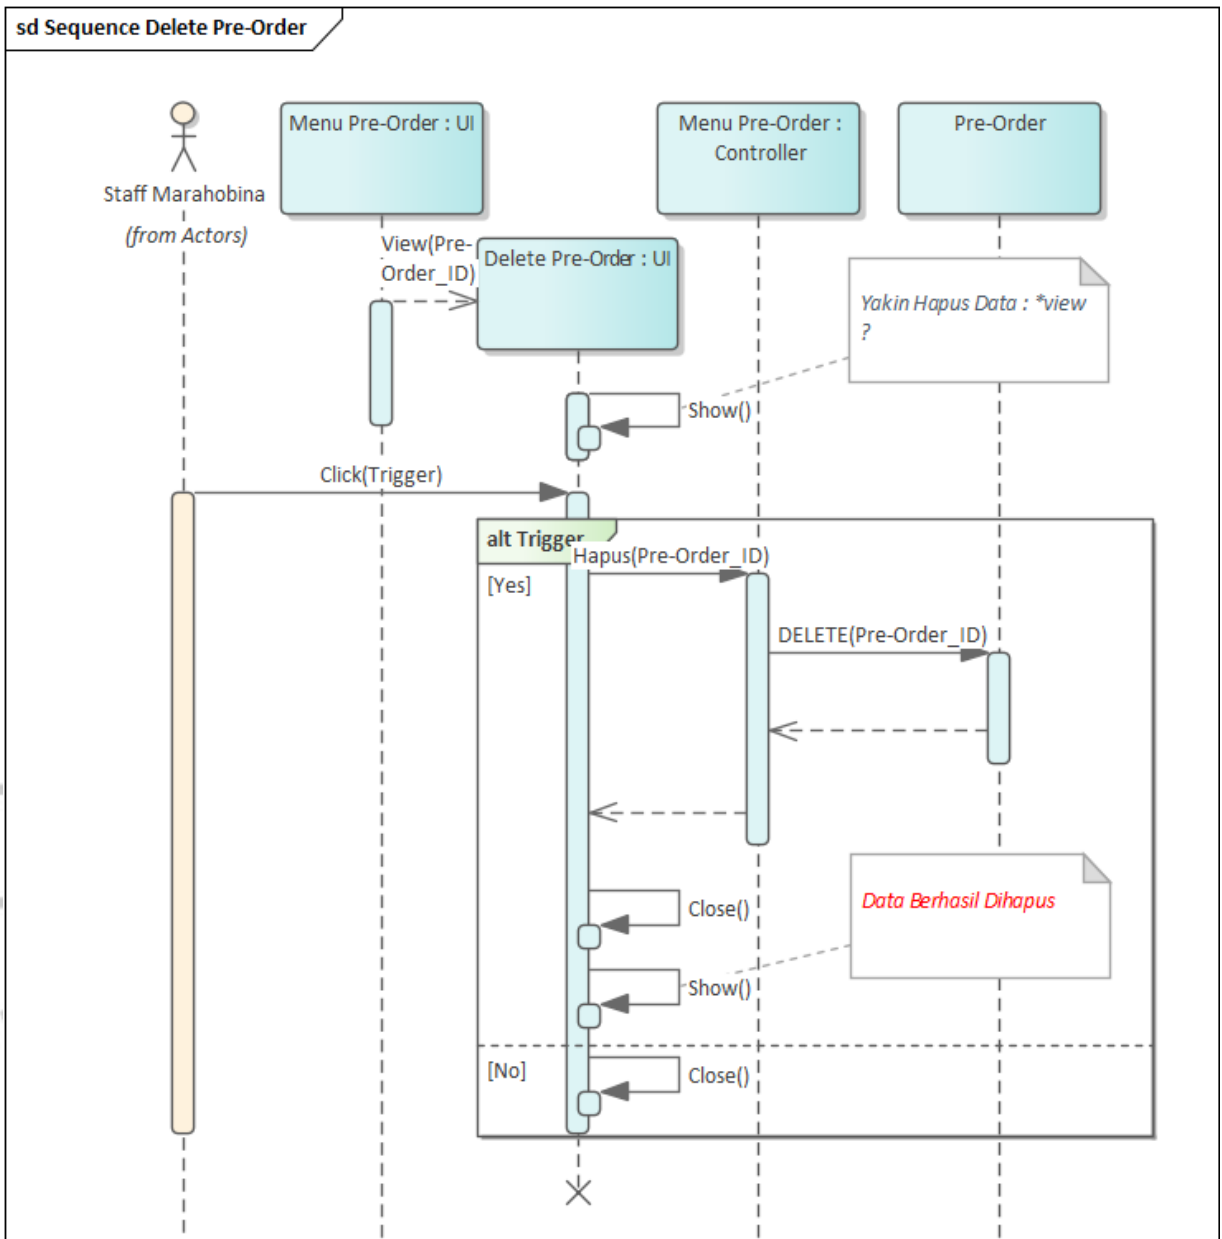 sd Sequence Delete Pre-Order
Menu Pre-Order : UI
Menu Pre-Order :
Controller
Pre-Order
Staff Marahobina
(from Actors)
View(Pre-
Order_ID)
Delete Pre-Order : UI
Yakin Hapus Data : *view
?
Show()
Click(Trigger)
alt Trigger
Hapus(Pre-Order_ID)
[Yes]
DELETE(Pre-Order_ID)
Close()
Data Berhasil Dihapus
Show()
[No]
Close()